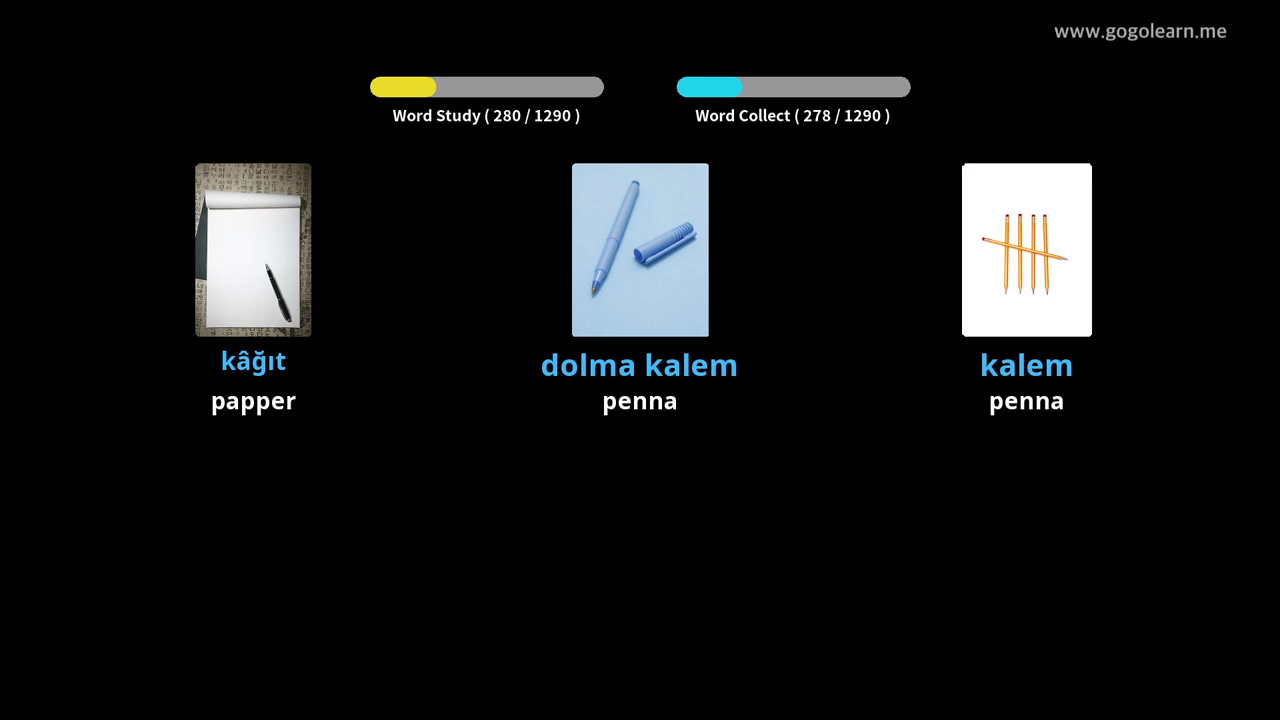 www.gogolearn.me
Word Study ( 280 / 1290 )
Word Collect ( 278 / 1290 )
kâğıt
dolma kalem
kalem
papper
penna
penna